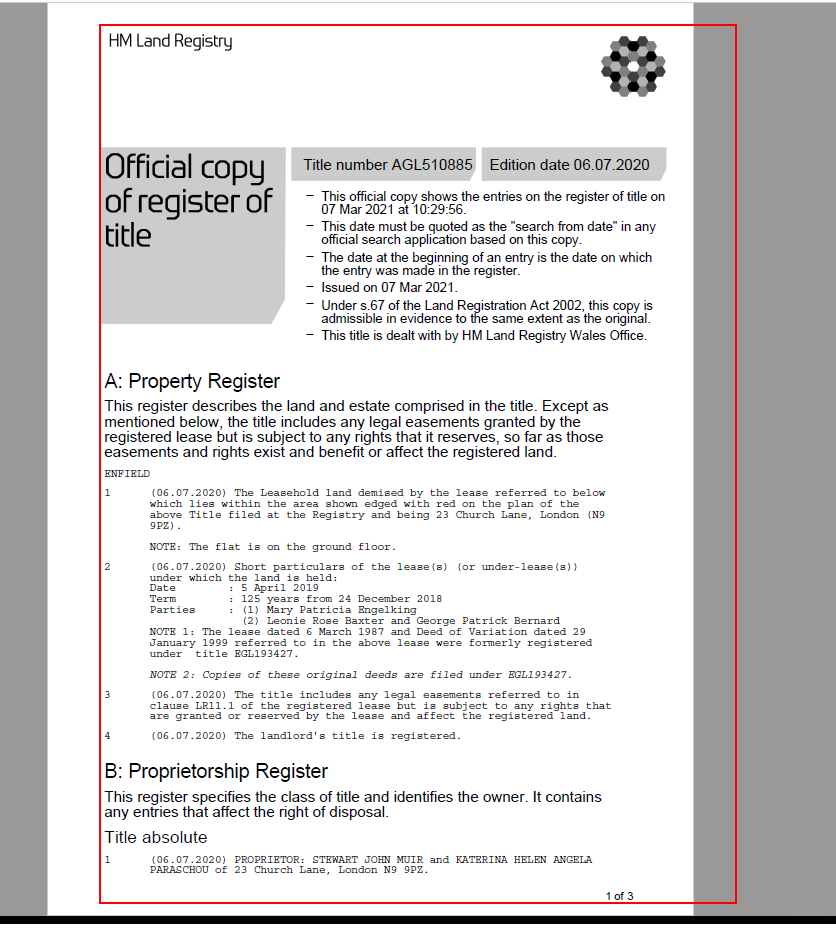 HM Land Registry
Official copy
of register of
title
Title number AGL510885
Edition date 06.07.2020
– This official copy shows the entries on the register of title on
07 Mar 2021 at 10:29:56.
– This date must be quoted as the "search from date" in any
official search application based on this copy.
– The date at the beginning of an entry is the date on which
the entry was made in the register.
– Issued on 07 Mar 2021.
– Under s.67 of the Land Registration Act 2002, this copy is
admissible in evidence to the same extent as the original.
– This title is dealt with by HM Land Registry Wales Office.
A: Property Register
This register describes the land and estate comprised in the title. Except as
mentioned below, the title includes any legal easements granted by the
registered lease but is subject to any rights that it reserves, so far as those
easements and rights exist and benefit or affect the registered land.
ENFIELD
1 (06.07.2020) The Leasehold land demised by the lease referred to below
which lies within the area shown edged with red on the plan of the
above Title filed at the Registry and being 23 Church Lane, London (N9
9PZ).
NOTE: The flat is on the ground floor.
2 (06.07.2020) Short particulars of the lease(s) (or under-lease(s))
under which the land is held:
Date : 5 April 2019
Term : 125 years from 24 December 2018
Parties : (1) Mary Patricia Engelking
(2) Leonie Rose Baxter and George Patrick Bernard
NOTE 1: The lease dated 6 March 1987 and Deed of Variation dated 29
January 1999 referred to in the above lease were formerly registered
under title EGL193427.
NOTE 2: Copies of these original deeds are filed under EGL193427.
3 (06.07.2020) The title includes any legal easements referred to in
clause LR11.1 of the registered lease but is subject to any rights that
are granted or reserved by the lease and affect the registered land.
4 (06.07.2020) The landlord's title is registered.
B: Proprietorship Register
This register specifies the class of title and identifies the owner. It contains
any entries that affect the right of disposal.
Title absolute
1 (06.07.2020) PROPRIETOR: STEWART JOHN MUIR and KATERINA HELEN ANGELA
PARASCHOU of 23 Church Lane, London N9 9PZ.
1 of 3